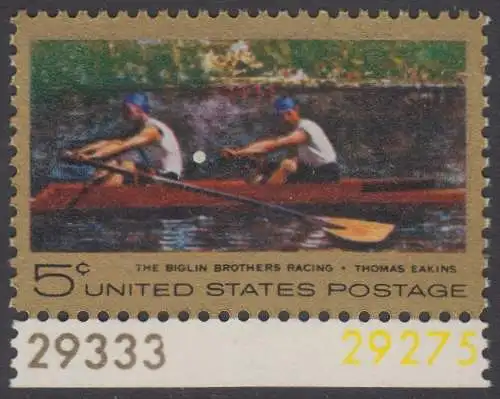 5¢ THE BIGLIN BROTHERS RACING • THOMAS EAKINS
UNITED STATES POSTAGE
29333 29275